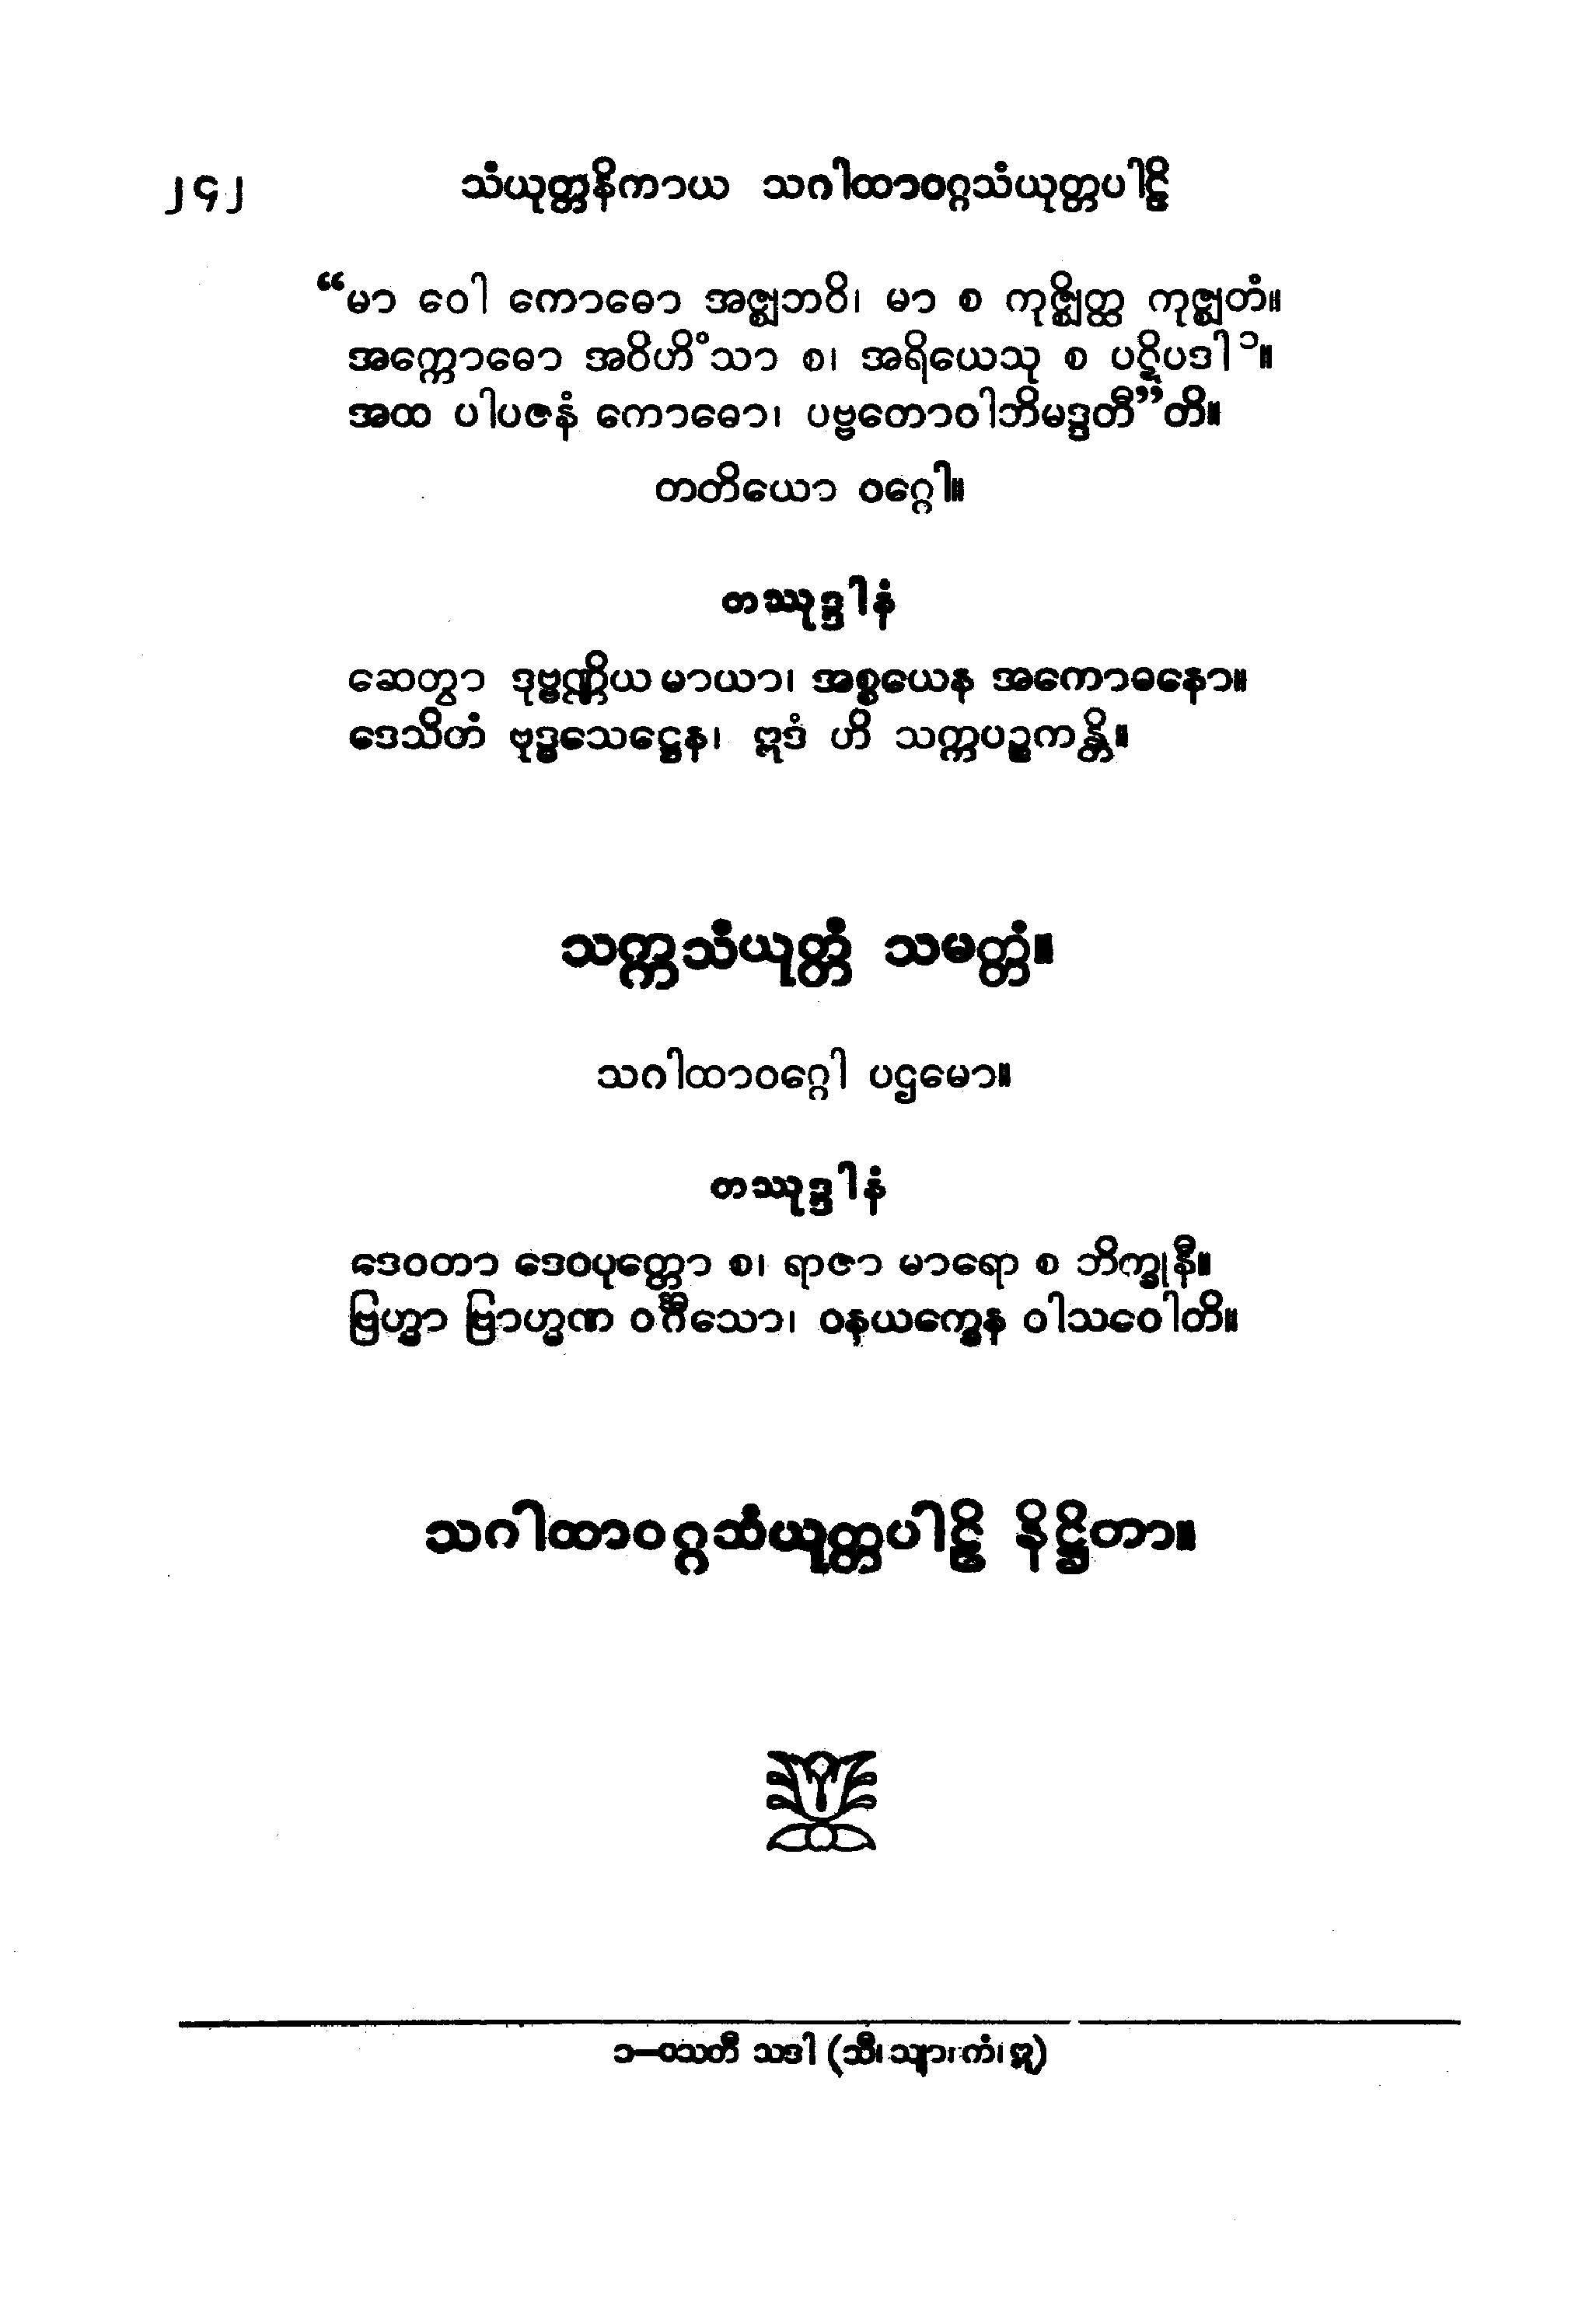 ၂၄၂ သံယုတ္တနိကာယ သဂါထာဝဂ္ဂသံယုတ္တပါဠိ
“မာ ဝေါ ကောဓော အဇ္ဈဘဝိ၊ မာ စ ကုဇ္ဈိတ္ထ ကုဇ္ဈတံ။
အက္ကောဓော အဝိဟိံသာ စ၊ အရိယေသု စ ပဋိပဒါ ၁။
အထ ပါပဇနံ ကောဓော၊ ပဗ္ဗတောဝါဘိမဒ္ဒတီ”တိ။
တတိယော ဝဂ္ဂေါ။
တဿုဒ္ဒါနံ
ဆေတွာ ဒုဗ္ဗဏ္ဏိယ မာယာ၊ အစ္စယေန အကောဓနော။
ဒေသိတံ ဗုဒ္ဓသေဋ္ဌေန၊ ဣဒံ ဟိ သက္ကပဉ္စကန္တိ။
သက္ကသံယုတ္တံ သမတ္တံ။
သဂါထာဝဂ္ဂေါ ပဌမော။
တဿုဒ္ဒါနံ
ဒေဝတာ ဒေဝပုတ္တော စ၊ ရာဇာ မာရော စ ဘိက္ခုနီ။
ဗြဟ္မာ ဗြာဟ္မဏ ဝင်္ဂီသော၊ ဝနယက္ခေန ဝါသဝေါတိ။
သဂါထာဝဂ္ဂသံယုတ္တပါဠိ နိဋ္ဌိတာ။
၁—ဝသတီ သဒါ (သီ၊ သျာ၊ ကံ၊ ဣ)